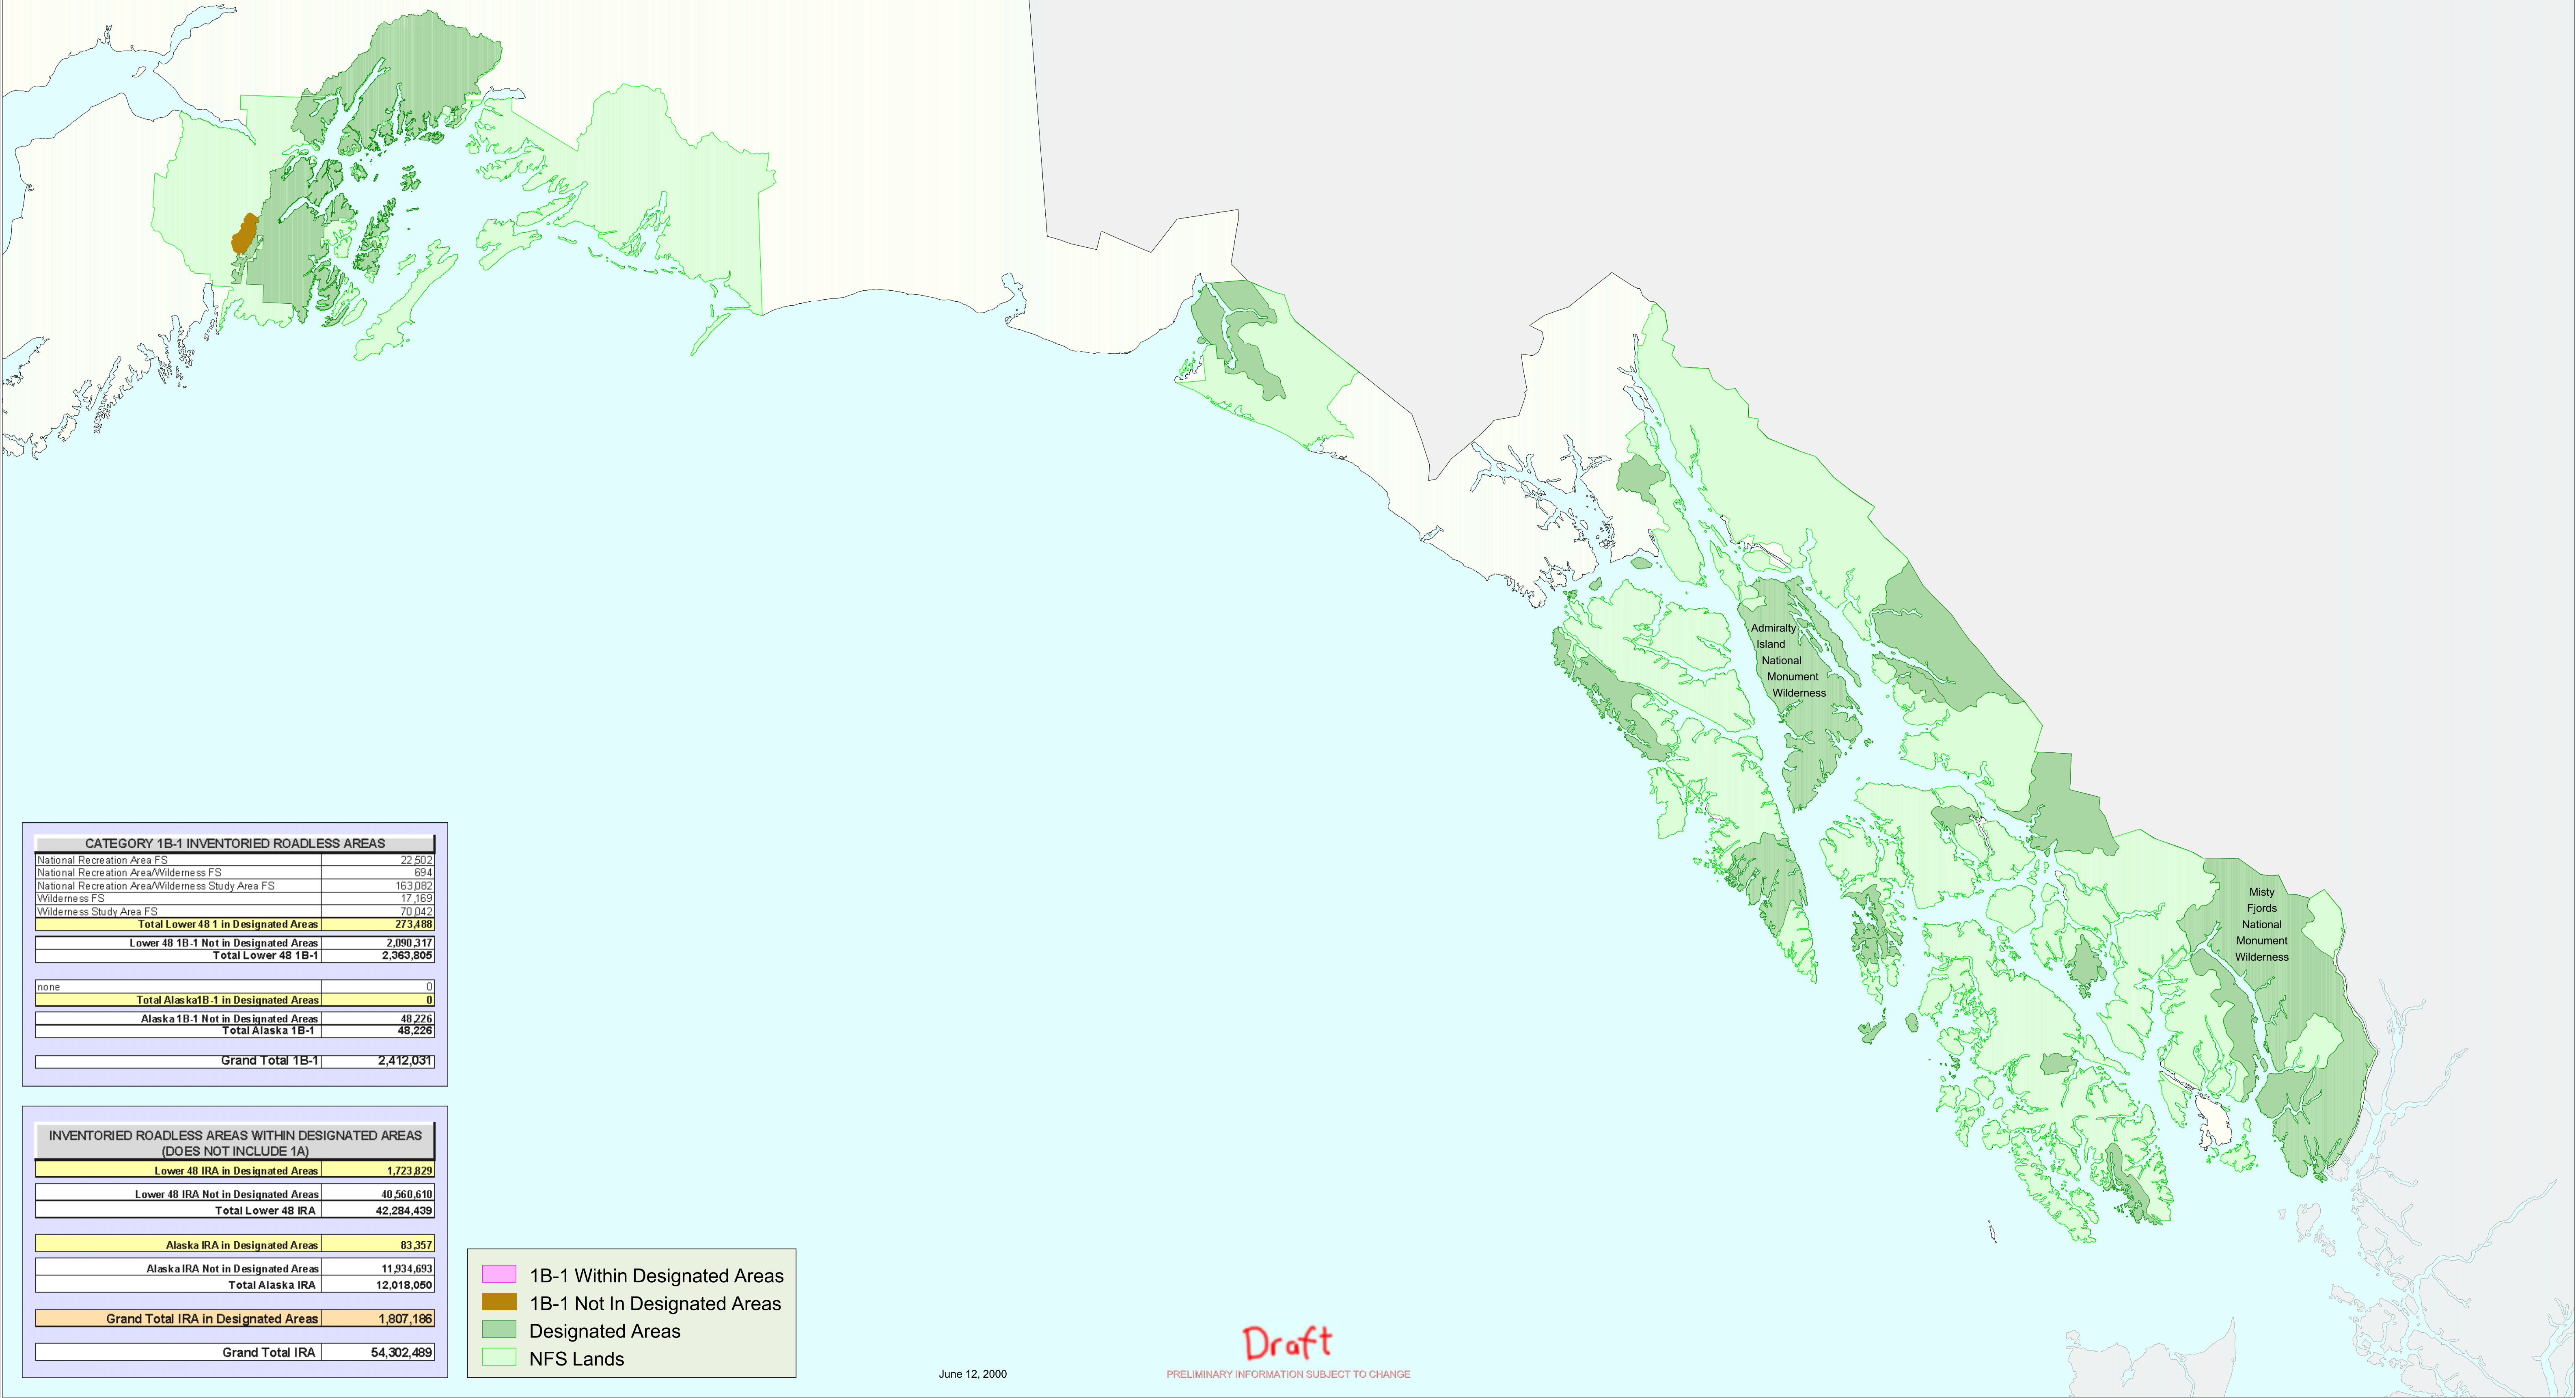 Admiralty
Island
National
Monument
Wilderness
Misty
Fjords
National
Monument
Wilderness
CATEGORY 1B-1 INVENTORIED ROADLESS AREAS
National Recreation Area FS 22,502
National Recreation Area/Wilderness FS 694
National Recreation Area/Wilderness Study Area FS 163,082
Wilderness FS 17,169
Wilderness Study Area FS 70,042
Total Lower 48 1 in Designated Areas 273,488
Lower 48 1B-1 Not in Designated Areas 2,090,317
Total Lower 48 1B-1 2,363,805
none 0
Total Alaska1B-1 in Designated Areas 0
Alaska 1B-1 Not in Designated Areas 48,226
Total Alaska 1B-1 48,226
Grand Total 1B-1 2,412,031
INVENTORIED ROADLESS AREAS WITHIN DESIGNATED AREAS
(DOES NOT INCLUDE 1A)
Lower 48 IRA in Designated Areas 1,723,829
Lower 48 IRA Not in Designated Areas 40,560,610
Total Lower 48 IRA 42,284,439
Alaska IRA in Designated Areas 83,357
Alaska IRA Not in Designated Areas 11,934,693
Total Alaska IRA 12,018,050
Grand Total IRA in Designated Areas 1,807,186
Grand Total IRA 54,302,489
1B-1 Within Designated Areas
1B-1 Not In Designated Areas
Designated Areas
NFS Lands
June 12, 2000
Draft
PRELIMINARY INFORMATION SUBJECT TO CHANGE